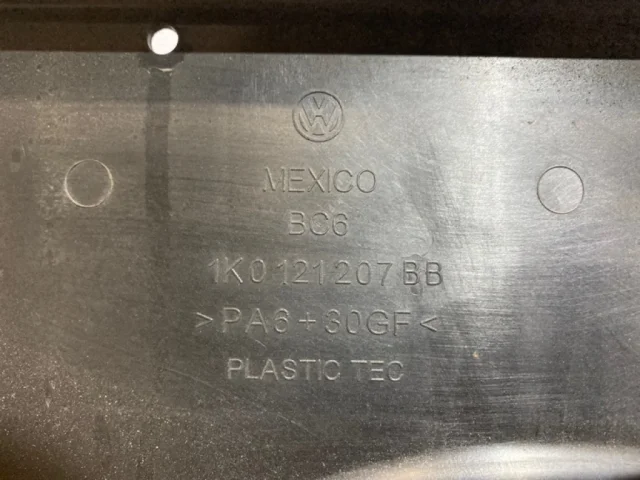 MEXICO
BC6
1K0 121 207 BB
>PA6+30GF<
PLASTIC TEC